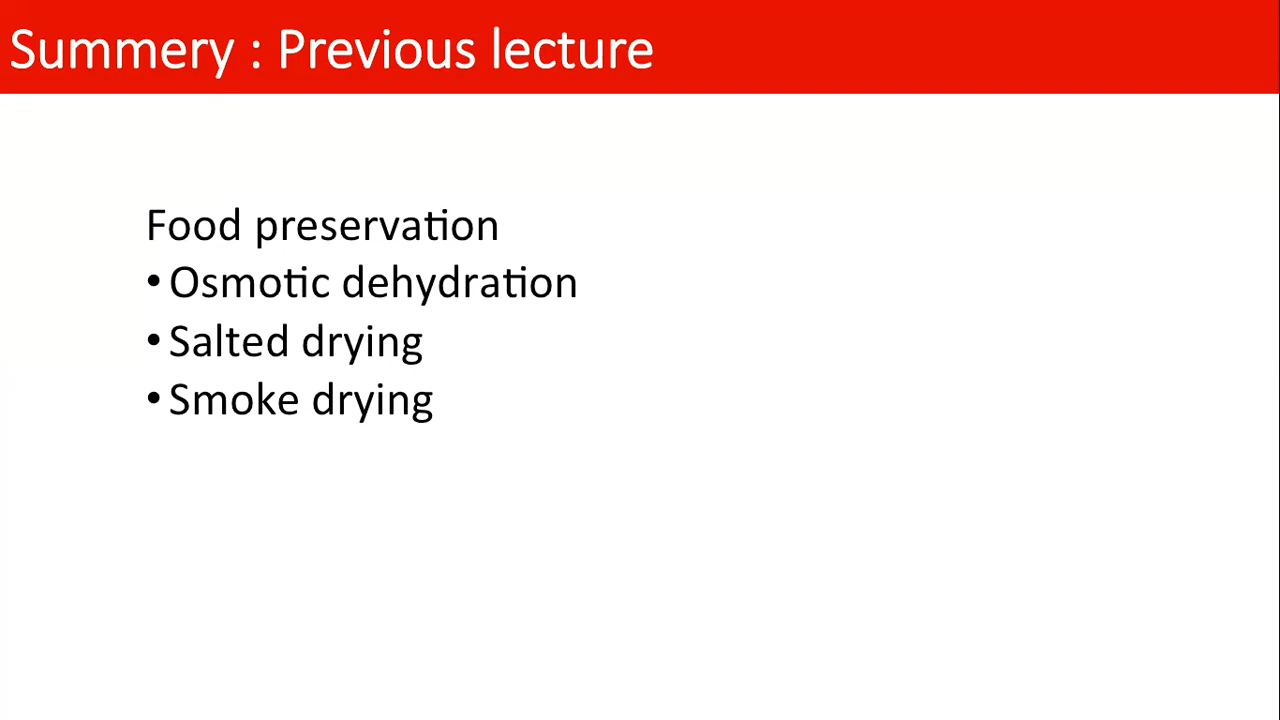 Summery : Previous lecture
Food preservation
• Osmotic dehydration
• Salted drying
• Smoke drying